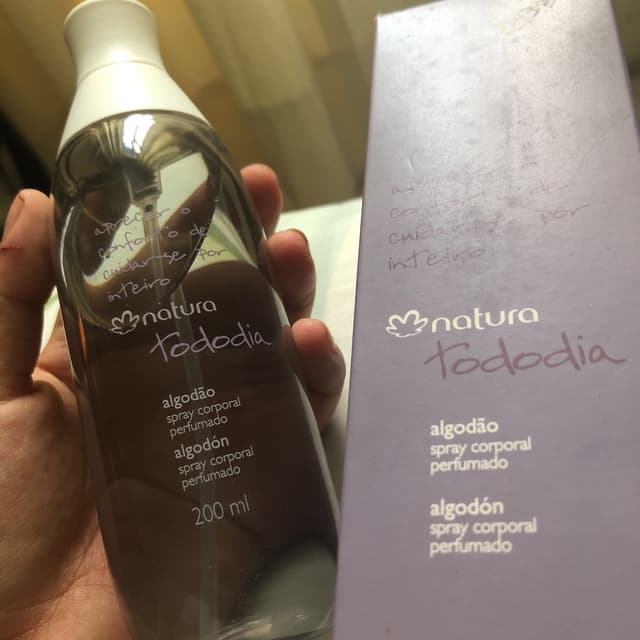 apreciar o
conforto de
cuidar-se por
inteiro
natura
Tododia
algodão
spray corporal
perfumado
algodón
spray corporal
perfumado
200 ml
conforto de
cuidar-se por
inteiro
natura
Tododia
algodão
spray corporal
perfumado
algodón
spray corporal
perfumado